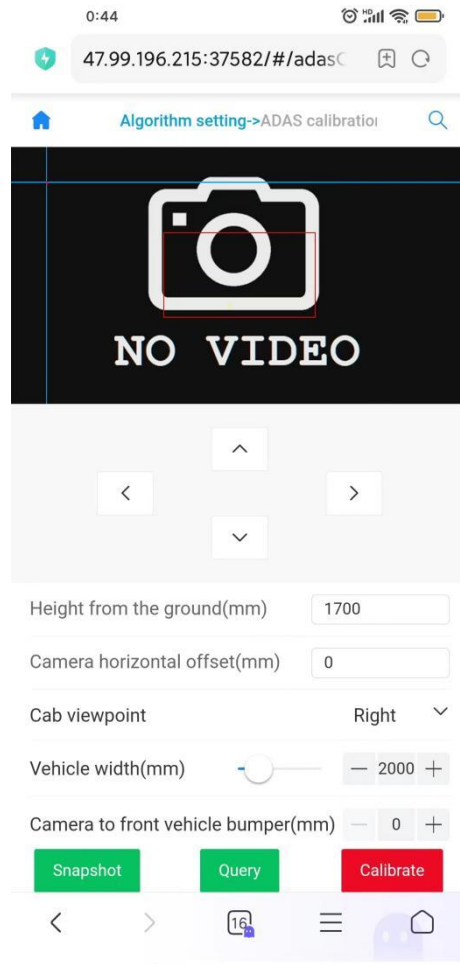 0:44
47.99.196.215:37582/#/adasC
Algorithm setting->ADAS calibration
NO VIDEO
Height from the ground(mm) 1700
Camera horizontal offset(mm) 0
Cab viewpoint Right
Vehicle width(mm) 2000
Camera to front vehicle bumper(mm) 0
Snapshot Query Calibrate
16